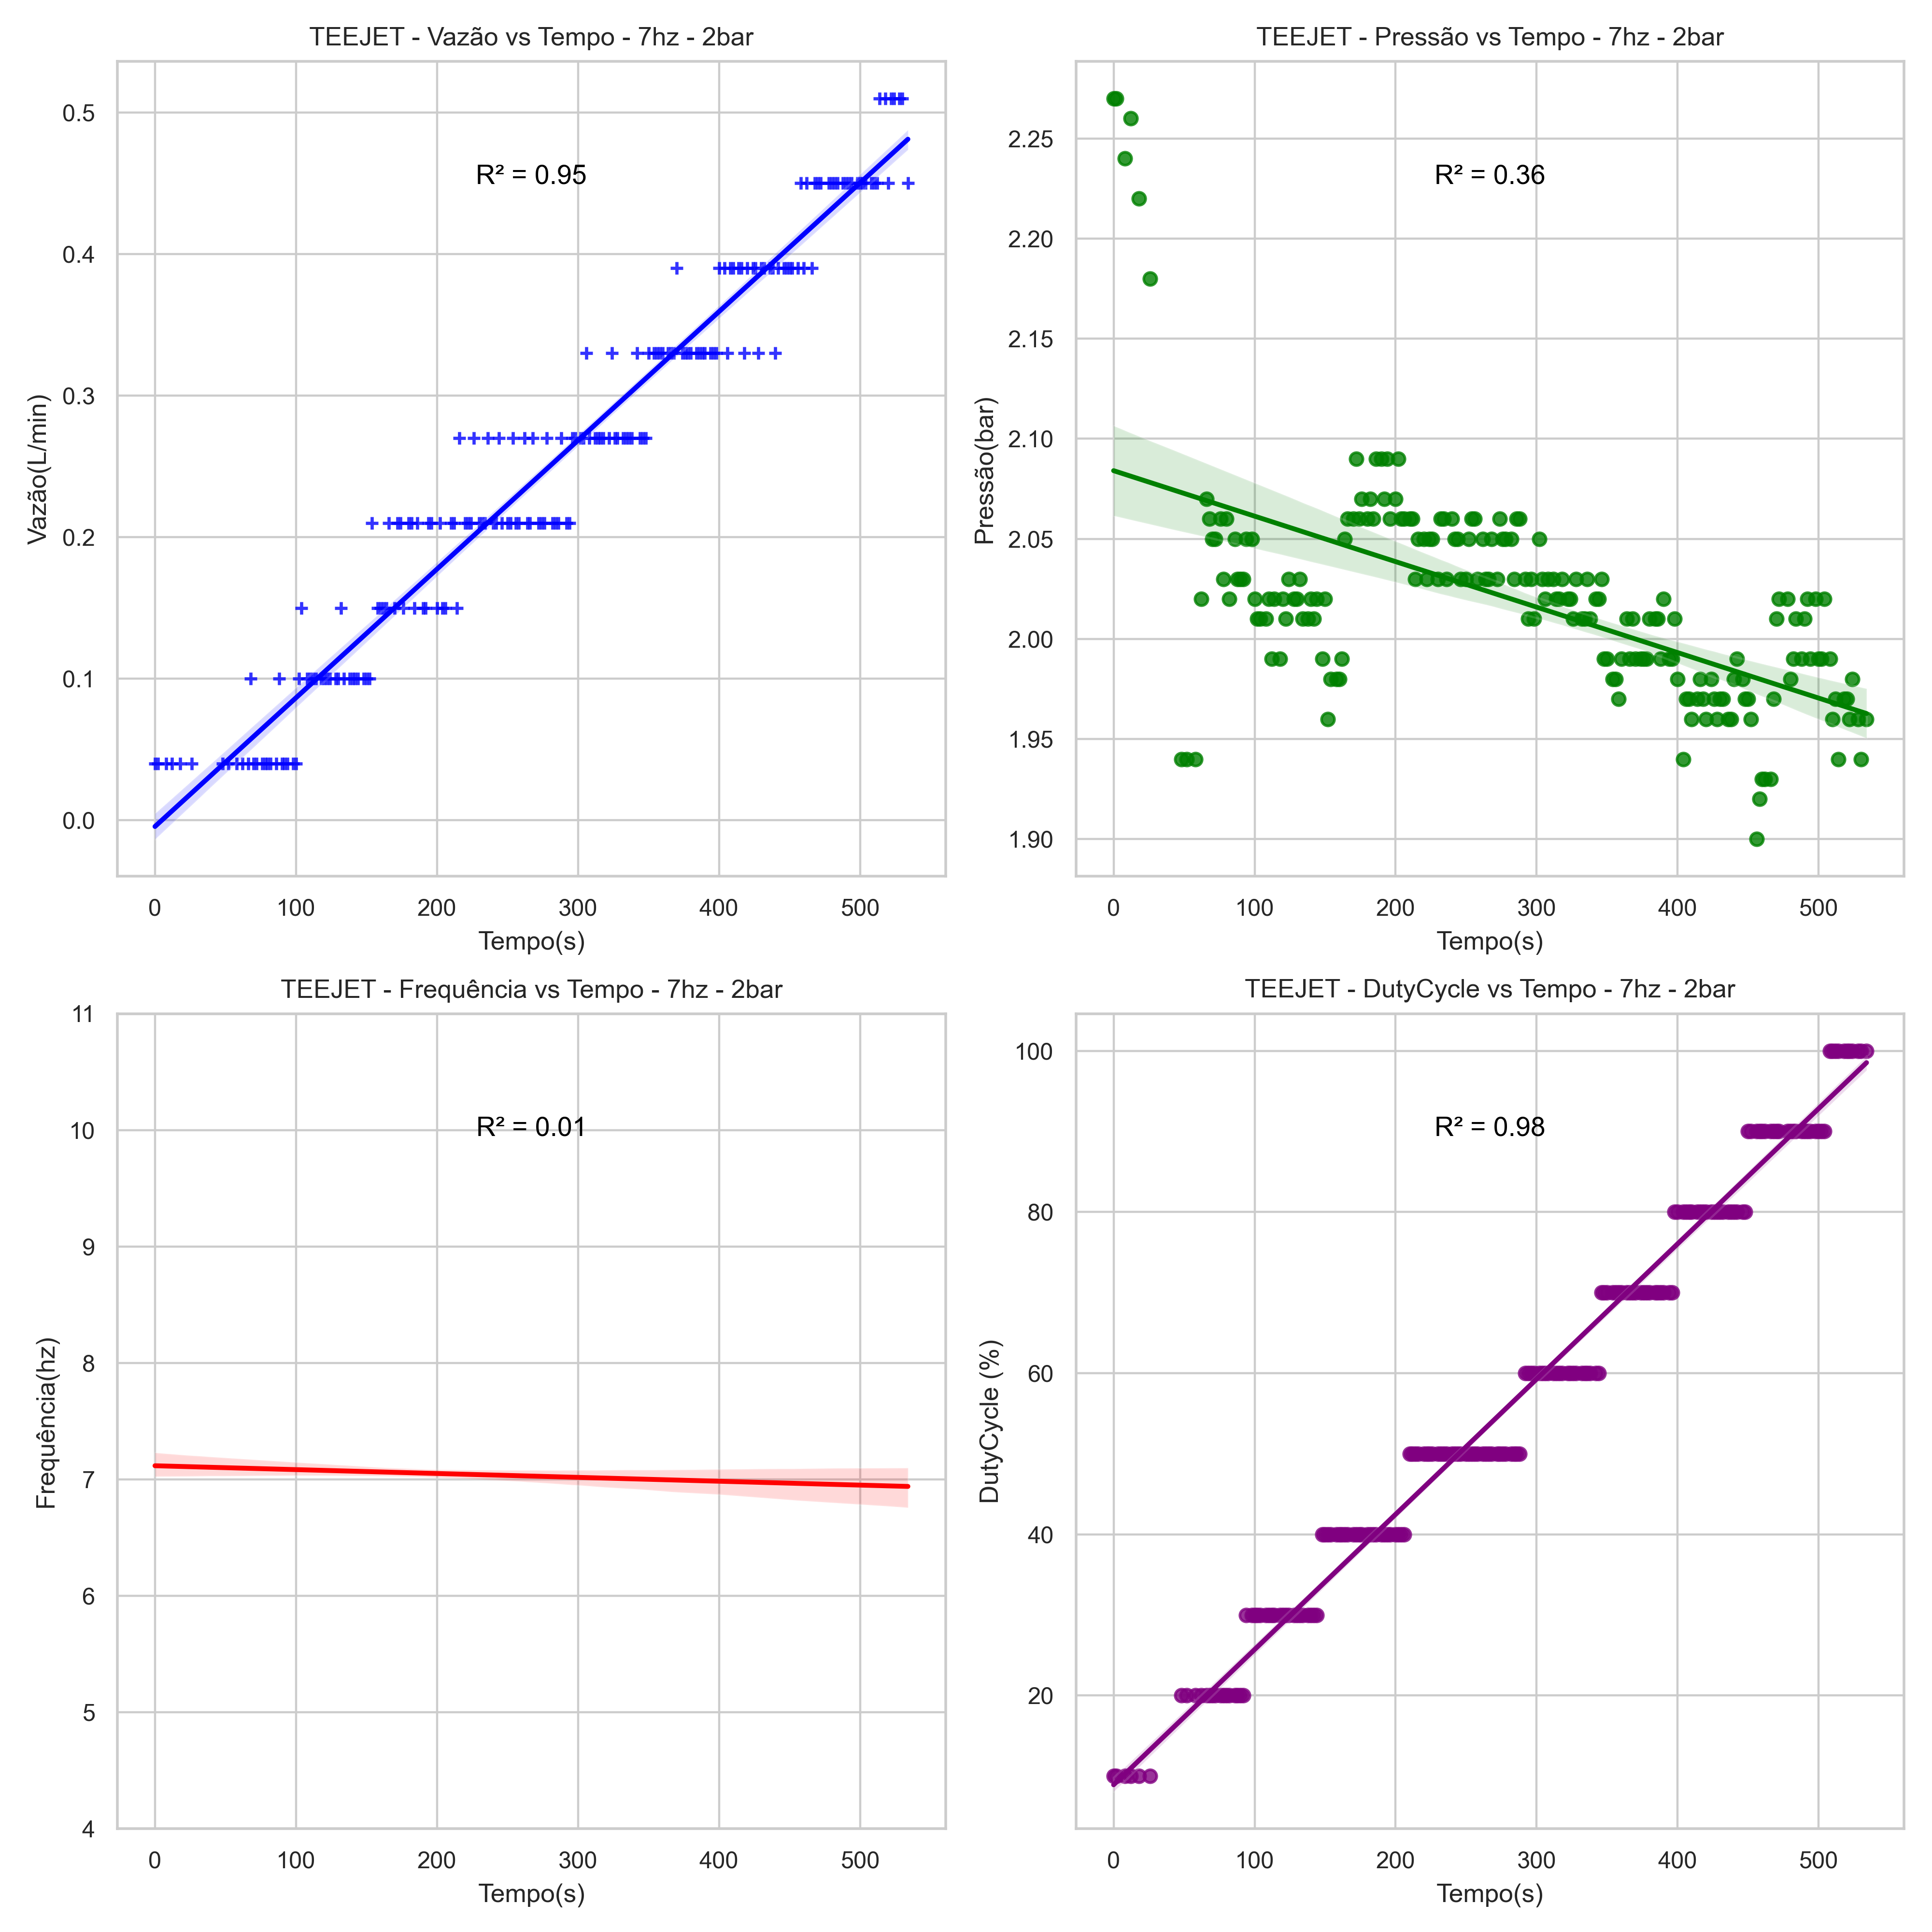 TEEJET - Vazão vs Tempo - 7hz - 2bar
R² = 0.95
0.5
0.4
0.3
0.2
0.1
0.0
Vazão(L/min)
0 100 200 300 400 500
Tempo(s)
TEEJET - Pressão vs Tempo - 7hz - 2bar
R² = 0.36
2.25
2.20
2.15
2.10
2.05
2.00
1.95
1.90
Pressão(bar)
0 100 200 300 400 500
Tempo(s)
TEEJET - Frequência vs Tempo - 7hz - 2bar
R² = 0.01
11
10
9
8
7
6
5
4
Frequência(hz)
0 100 200 300 400 500
Tempo(s)
TEEJET - DutyCycle vs Tempo - 7hz - 2bar
R² = 0.98
100
80
60
40
20
DutyCycle (%)
0 100 200 300 400 500
Tempo(s)